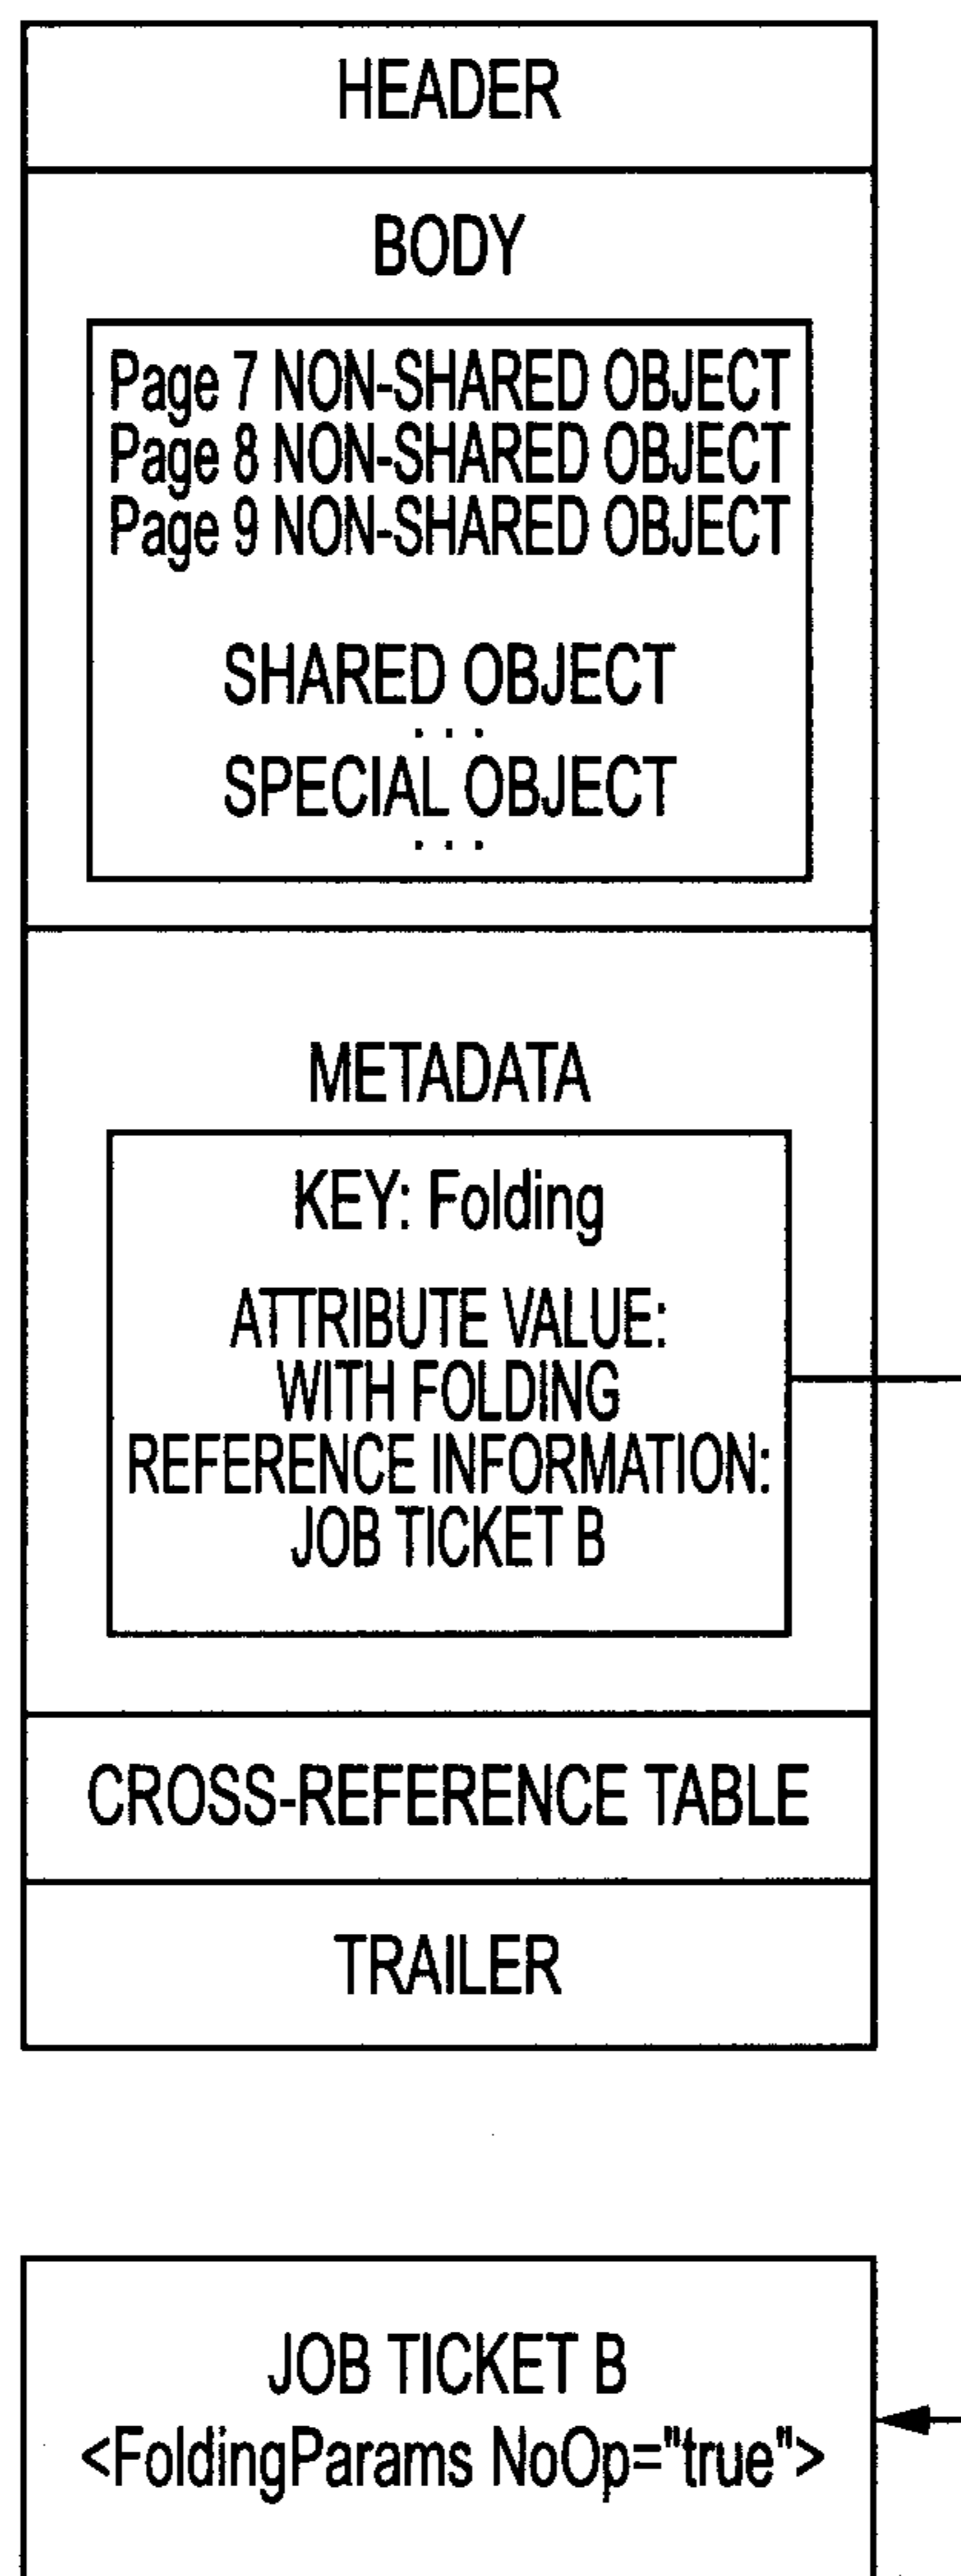 HEADER
BODY
Page 7 NON-SHARED OBJECT
Page 8 NON-SHARED OBJECT
Page 9 NON-SHARED OBJECT
SHARED OBJECT
...
SPECIAL OBJECT
...
METADATA
KEY: Folding
ATTRIBUTE VALUE:
WITH FOLDING
REFERENCE INFORMATION:
JOB TICKET B
CROSS-REFERENCE TABLE
TRAILER
JOB TICKET B
<FoldingParams NoOp="true">